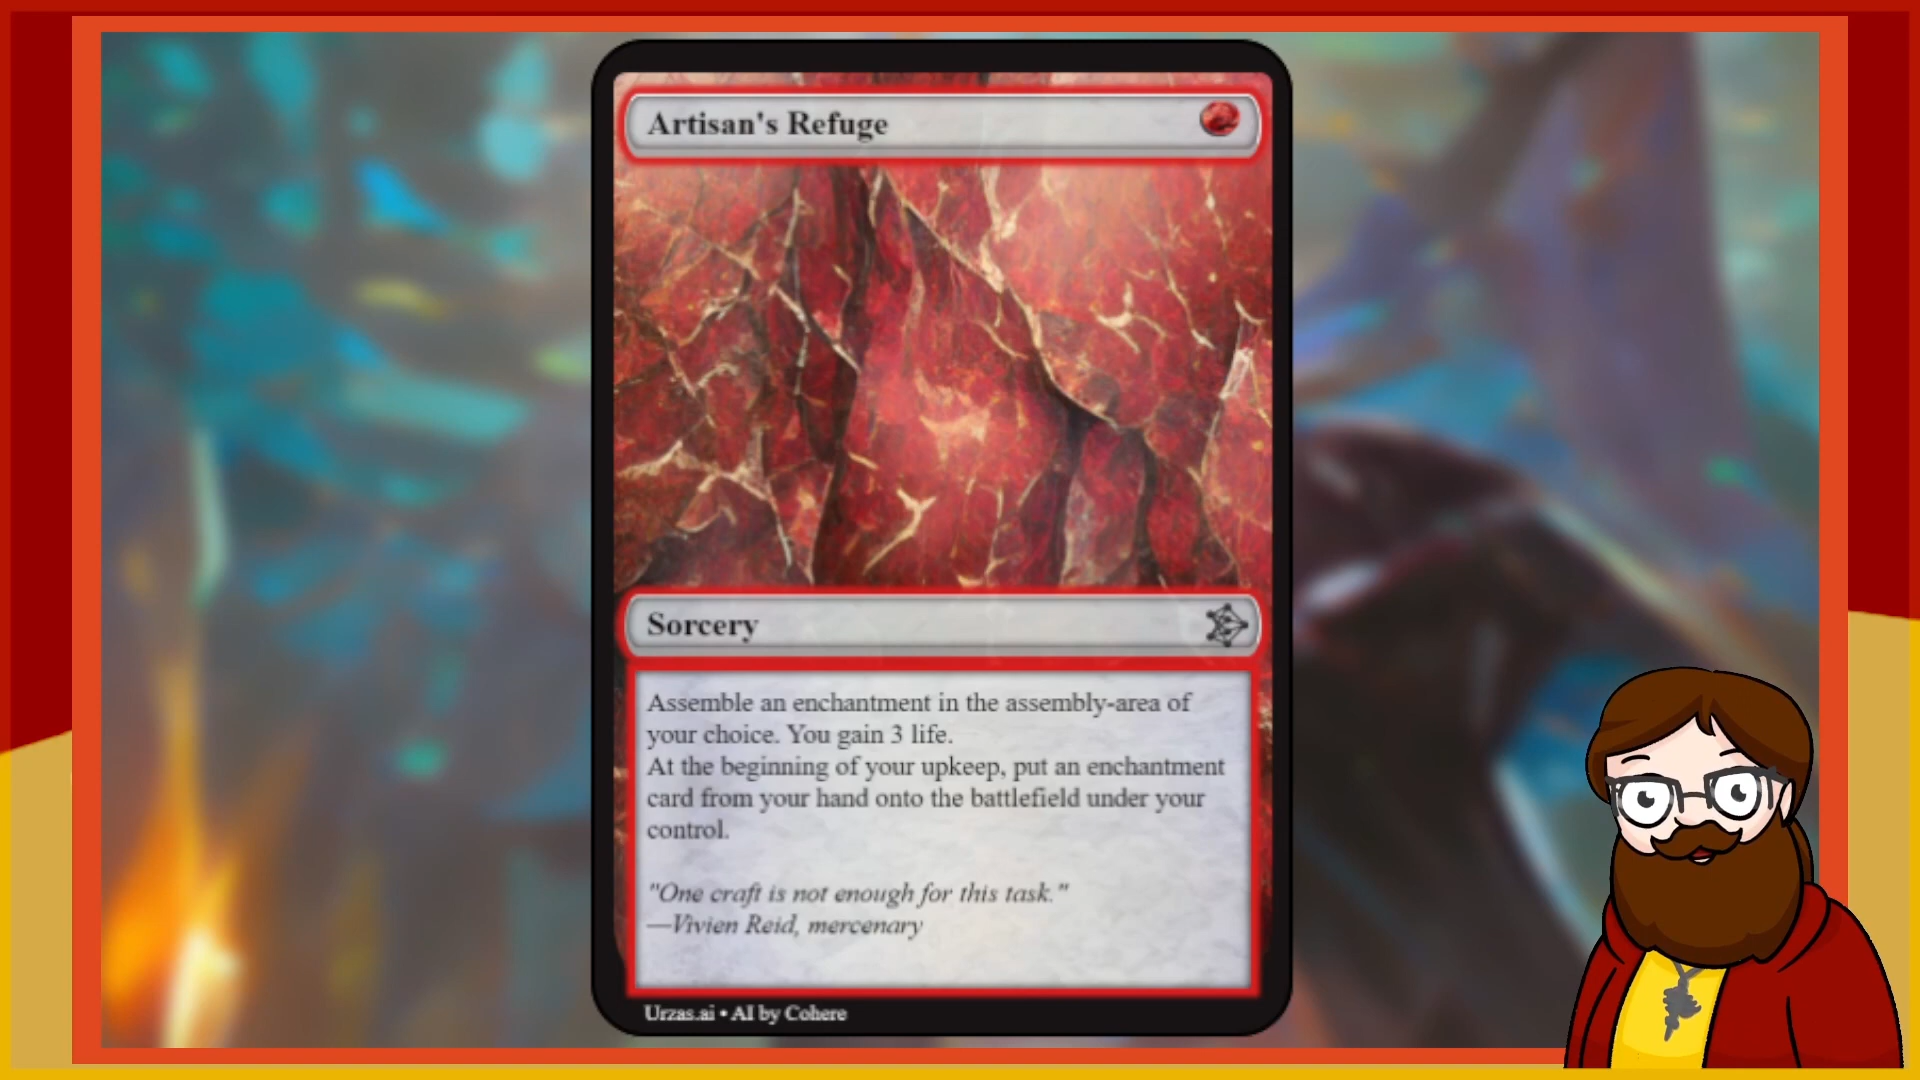 Artisan's Refuge
Sorcery
Assemble an enchantment in the assembly-area of
your choice. You gain 3 life.
At the beginning of your upkeep, put an enchantment
card from your hand onto the battlefield under your
control.
"One craft is not enough for this task."
—Vivien Reid, mercenary
Urzas.ai • AI by Cohere